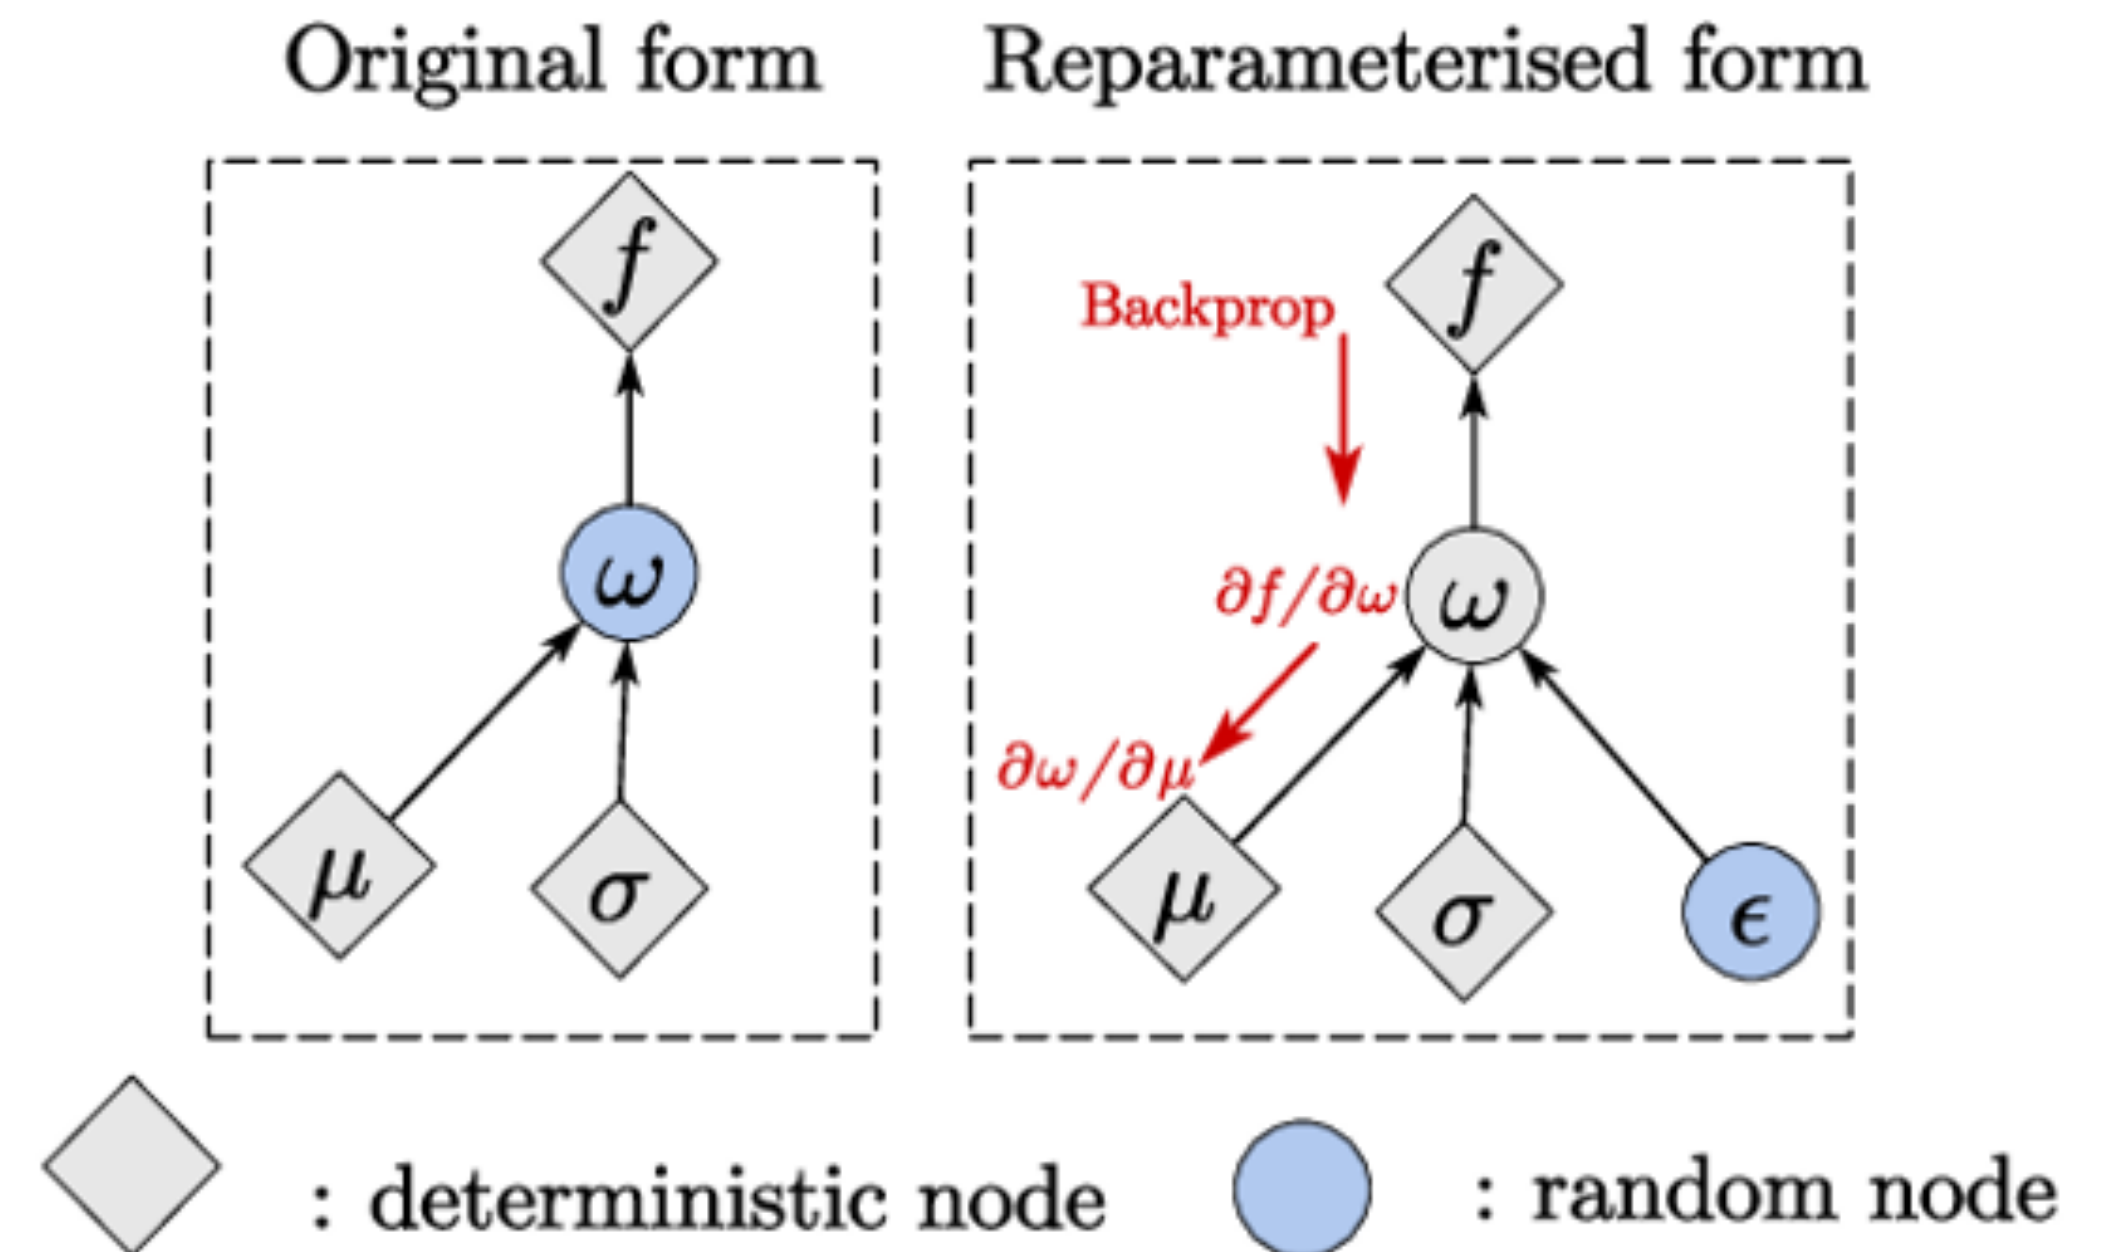 Original form
Reparameterised form
f
ω
μ
σ
f
Backprop
∂f/∂ω
ω
∂ω/∂μ
μ
σ
ϵ
: deterministic node
: random node